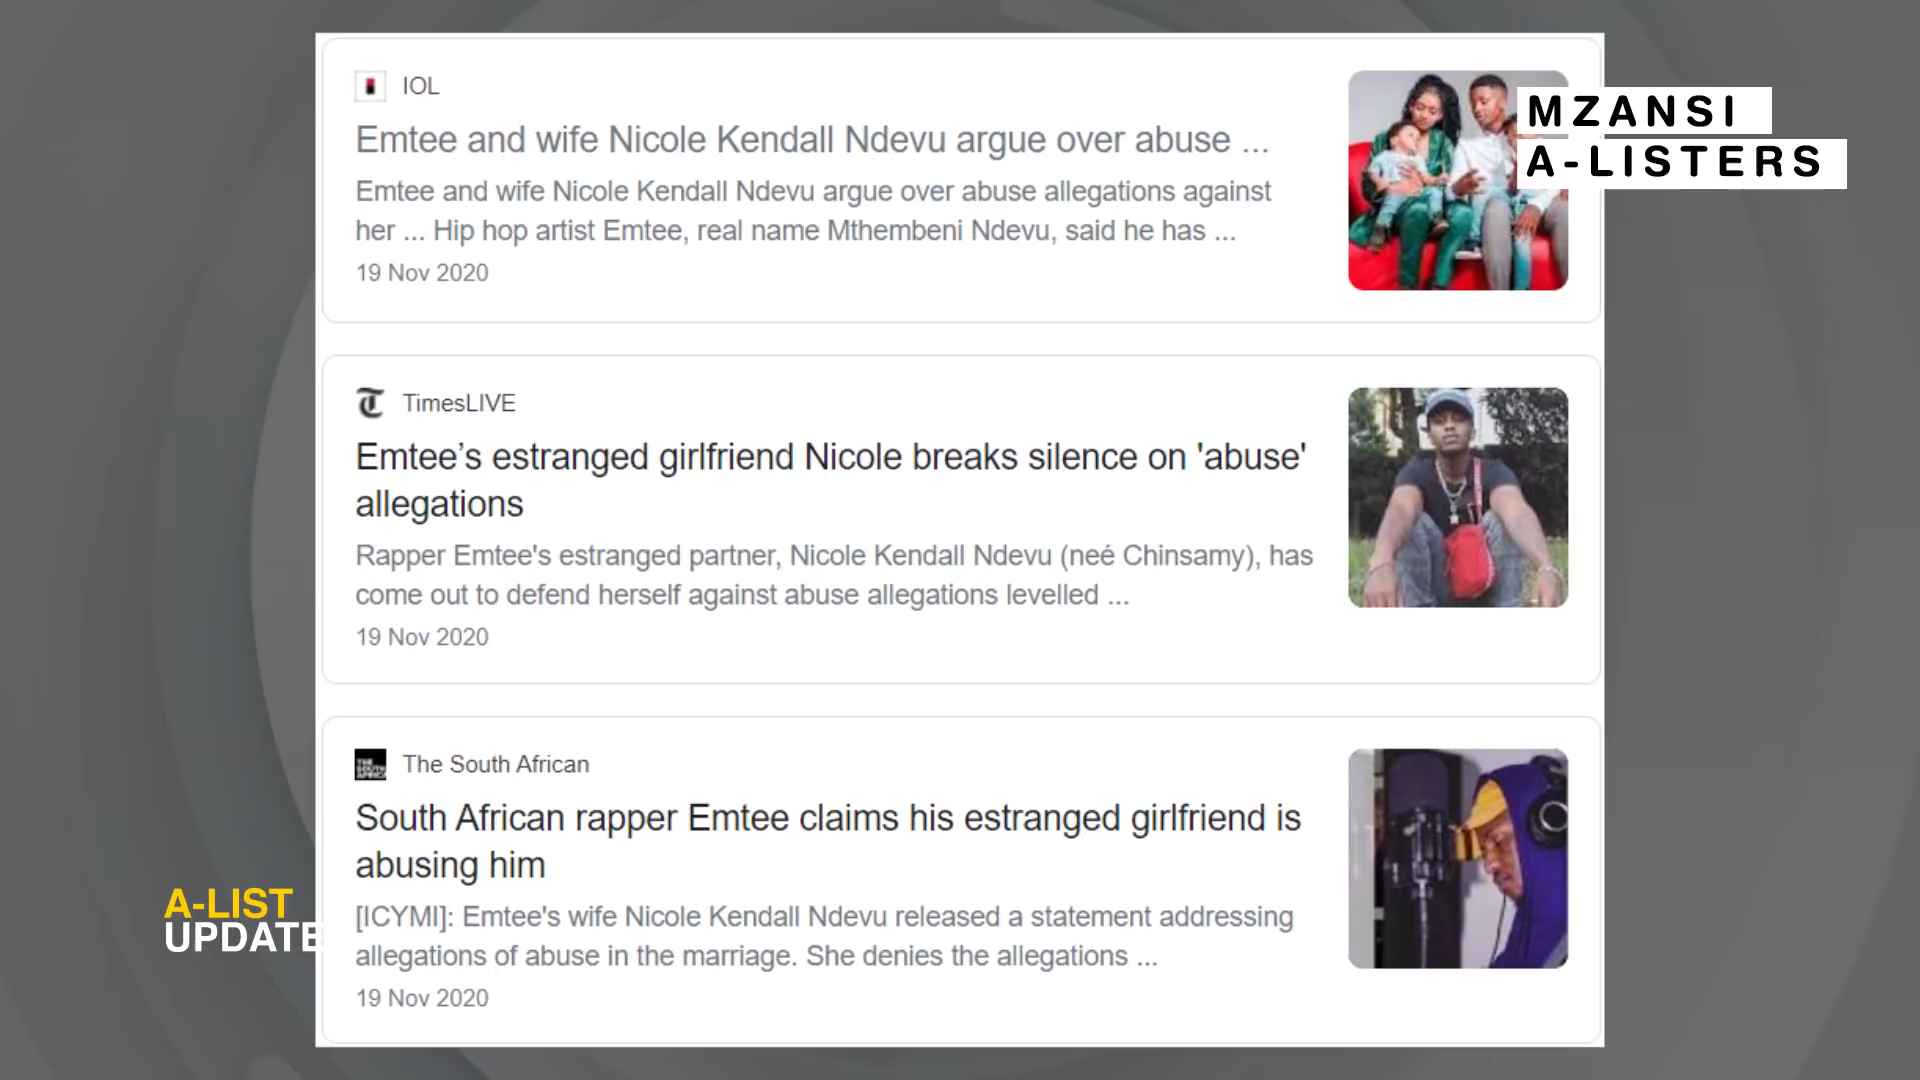 IOL
Emtee and wife Nicole Kendall Ndevu argue over abuse ...
Emtee and wife Nicole Kendall Ndevu argue over abuse allegations against
her ... Hip hop artist Emtee, real name Mthembeni Ndevu, said he has ...
19 Nov 2020
MZANSI
A-LISTERS
TimesLIVE
Emtee’s estranged girlfriend Nicole breaks silence on 'abuse'
allegations
Rapper Emtee's estranged partner, Nicole Kendall Ndevu (neé Chinsamy), has
come out to defend herself against abuse allegations levelled ...
19 Nov 2020
THE
SOUTH
AFRICAN
The South African
South African rapper Emtee claims his estranged girlfriend is
abusing him
[ICYMI]: Emtee's wife Nicole Kendall Ndevu released a statement addressing
allegations of abuse in the marriage. She denies the allegations ...
19 Nov 2020
A-LIST
UPDATE